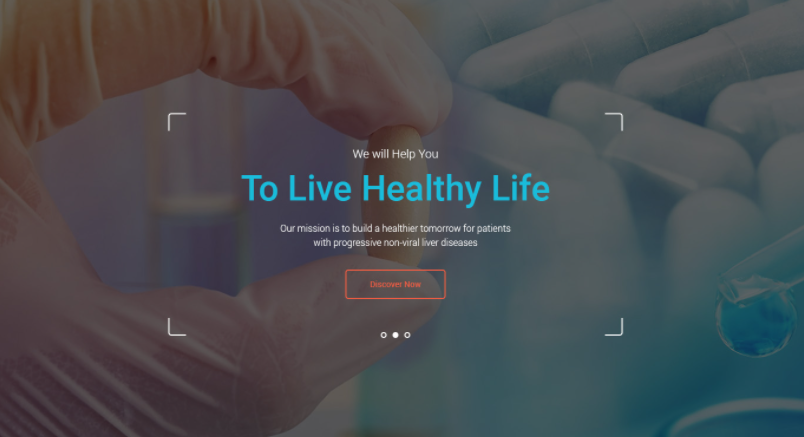 We will Help You
To Live Healthy Life
Our mission is to build a healthier tomorrow for patients
with progressive non-viral liver diseases
Discover Now